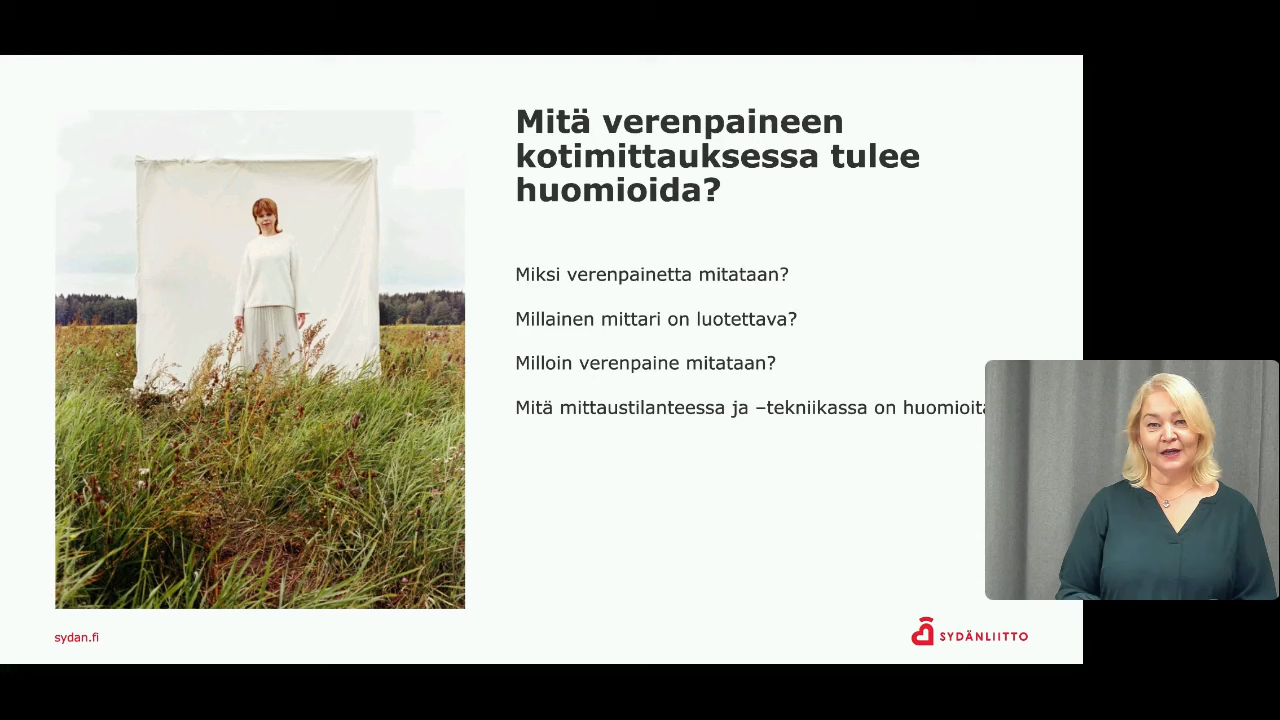 Mitä verenpaineen
kotimittauksessa tulee
huomioida?
Miksi verenpainetta mitataan?
Millainen mittari on luotettava?
Milloin verenpaine mitataan?
Mitä mittaustilanteessa ja –tekniikassa on
sydan.fi
SYDÄNLIITTO